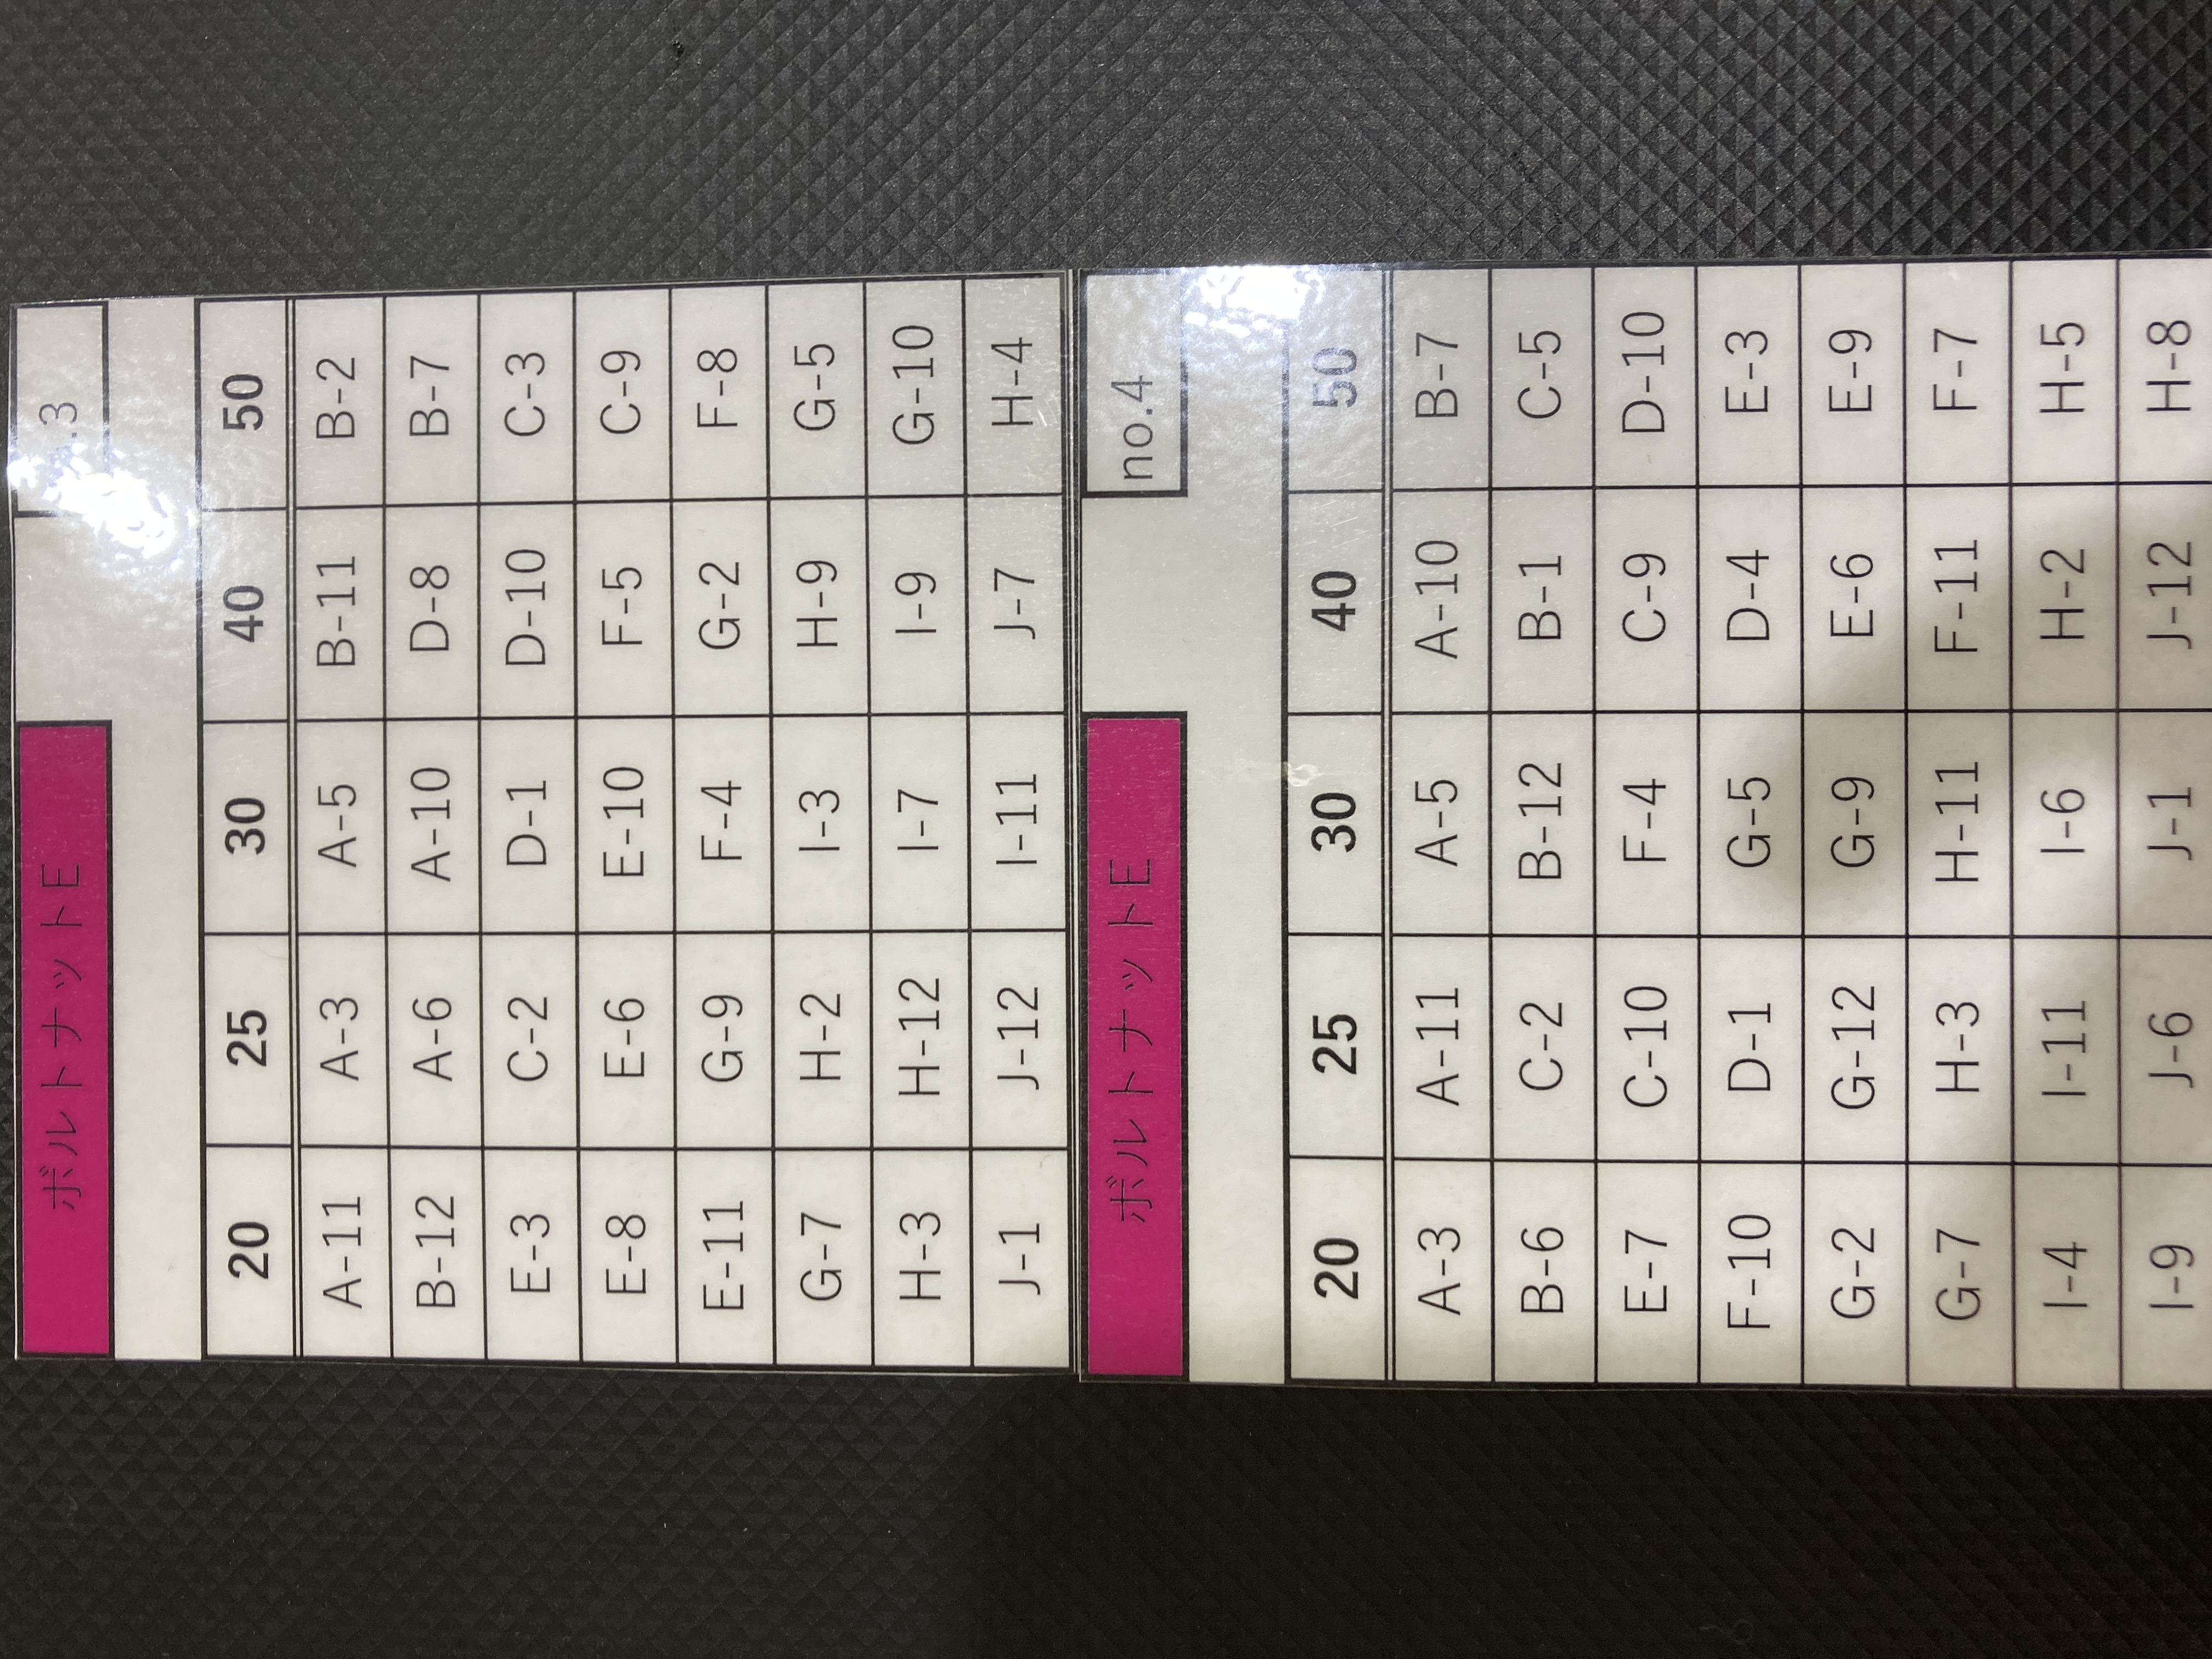 ボルトナットE .3
20 25 30 40 50
A-11 A-3 A-5 B-11 B-2
B-12 A-6 A-10 D-8 B-7
E-3 C-2 D-1 D-10 C-3
E-8 E-6 E-10 F-5 C-9
E-11 G-9 F-4 G-2 F-8
G-7 H-2 I-3 H-9 G-5
H-3 H-12 I-7 I-9 G-10
J-1 J-12 I-11 J-7 H-4
ボルトナットE no.4
20 25 30 40 50
A-3 A-11 A-5 A-10 B-7
B-6 C-2 B-12 B-1 C-5
E-7 C-10 F-4 C-9 D-10
F-10 D-1 G-5 D-4 E-3
G-2 G-12 G-9 E-6 E-9
G-7 H-3 H-11 F-11 F-7
I-4 I-11 I-6 H-2 H-5
I-9 J-6 J-1 J-12 H-8